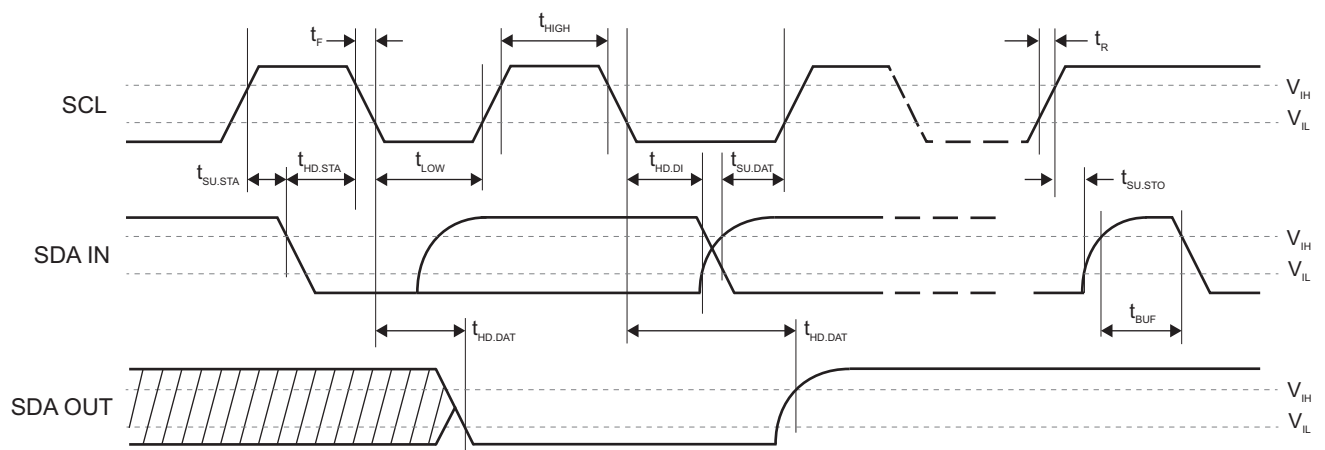 t_F
t_HIGH
t_R
SCL
V_IH
V_IL
t_SU.STA
t_HD.STA
t_LOW
t_HD.DI
t_SU.DAT
t_SU.STO
SDA IN
V_IH
V_IL
t_HD.DAT
t_HD.DAT
t_BUF
SDA OUT
V_IH
V_IL